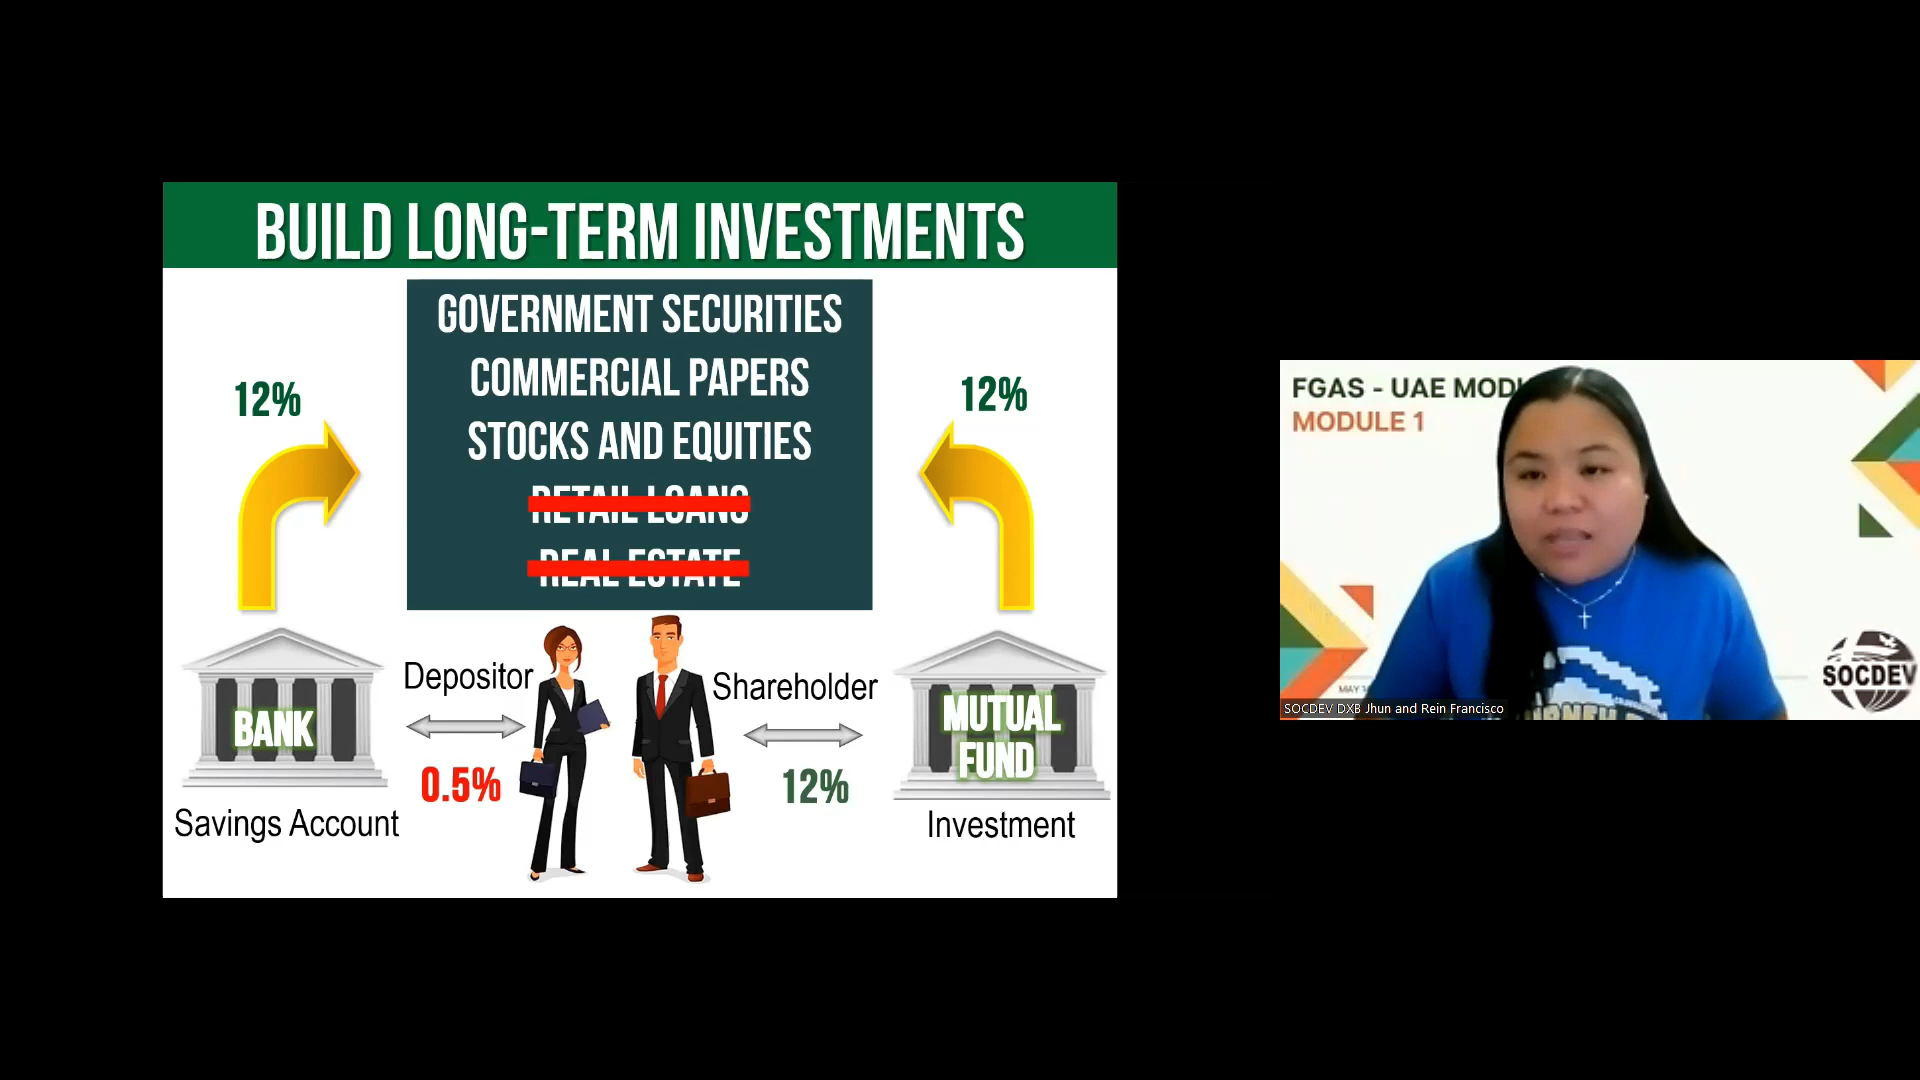 BUILD LONG-TERM INVESTMENTS
GOVERNMENT SECURITIES
COMMERCIAL PAPERS
STOCKS AND EQUITIES
RETAIL LOANS
REAL ESTATE
12%
12%
Depositor
Shareholder
BANK
MUTUAL
FUND
0.5%
12%
Savings Account
Investment
FGAS - UAE
MODULE 1
SOCDEV
SOCDEV DXB Jhun and Rein Francisco